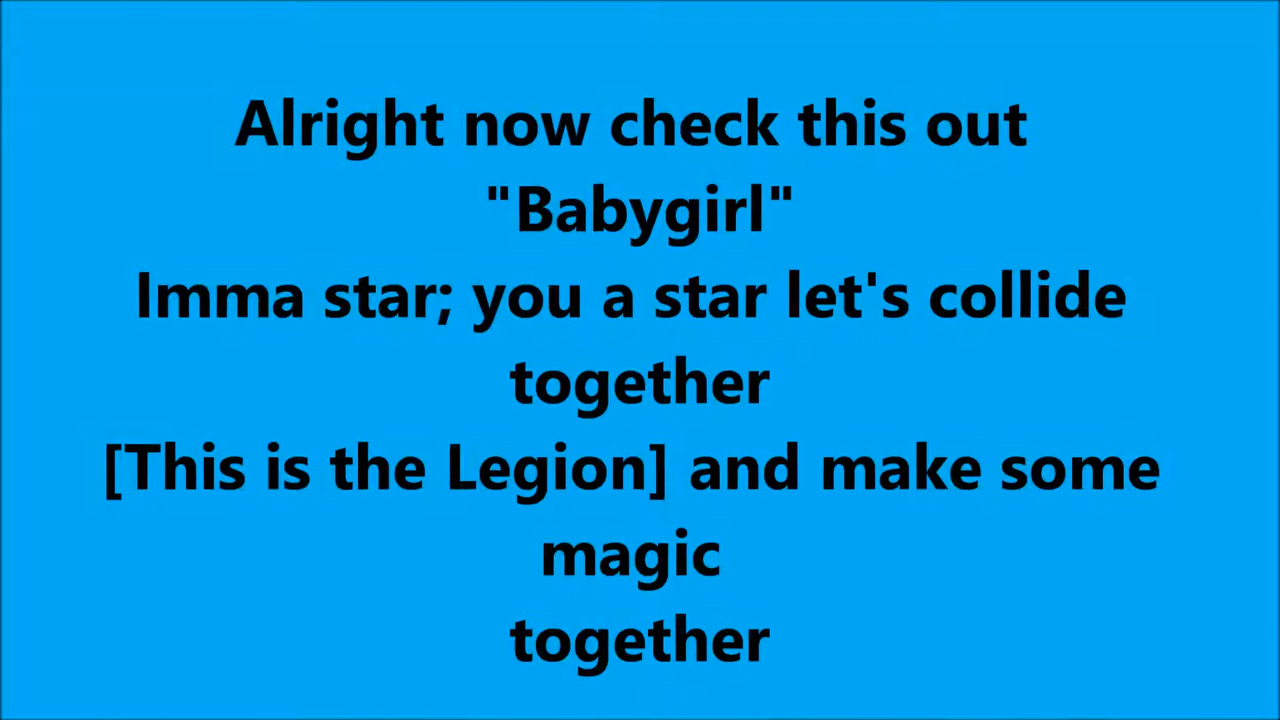 Alright now check this out
"Babygirl"
Imma star; you a star let's collide
together
[This is the Legion] and make some
magic
together